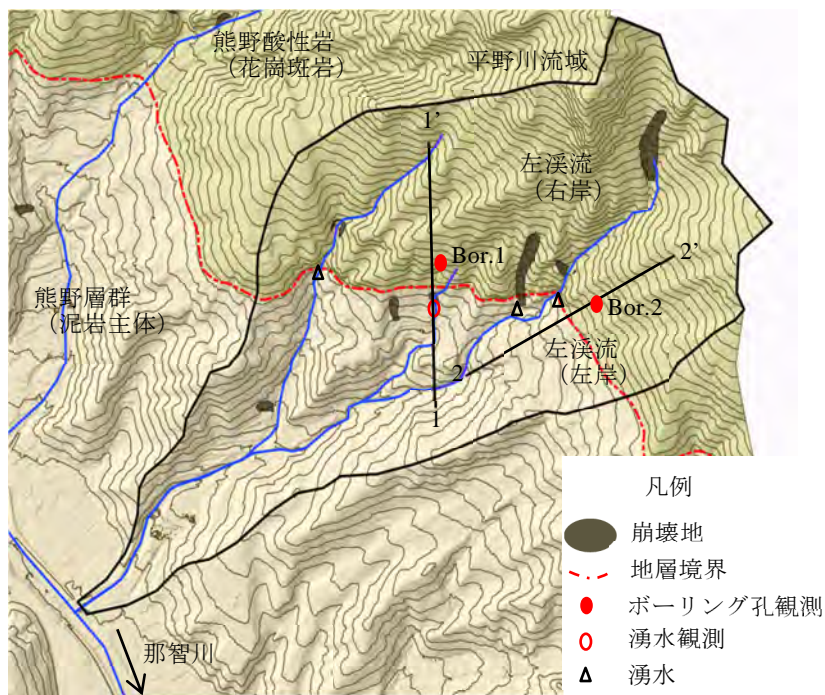 熊野酸性岩
（花崗斑岩）
平野川流域
1’
左渓流
（右岸）
Bor.1
2’
熊野層群
（泥岩主体）
Bor.2
左渓流
（左岸）
2
1
凡例
崩壊地
地層境界
ボーリング孔観測
湧水観測
湧水
那智川